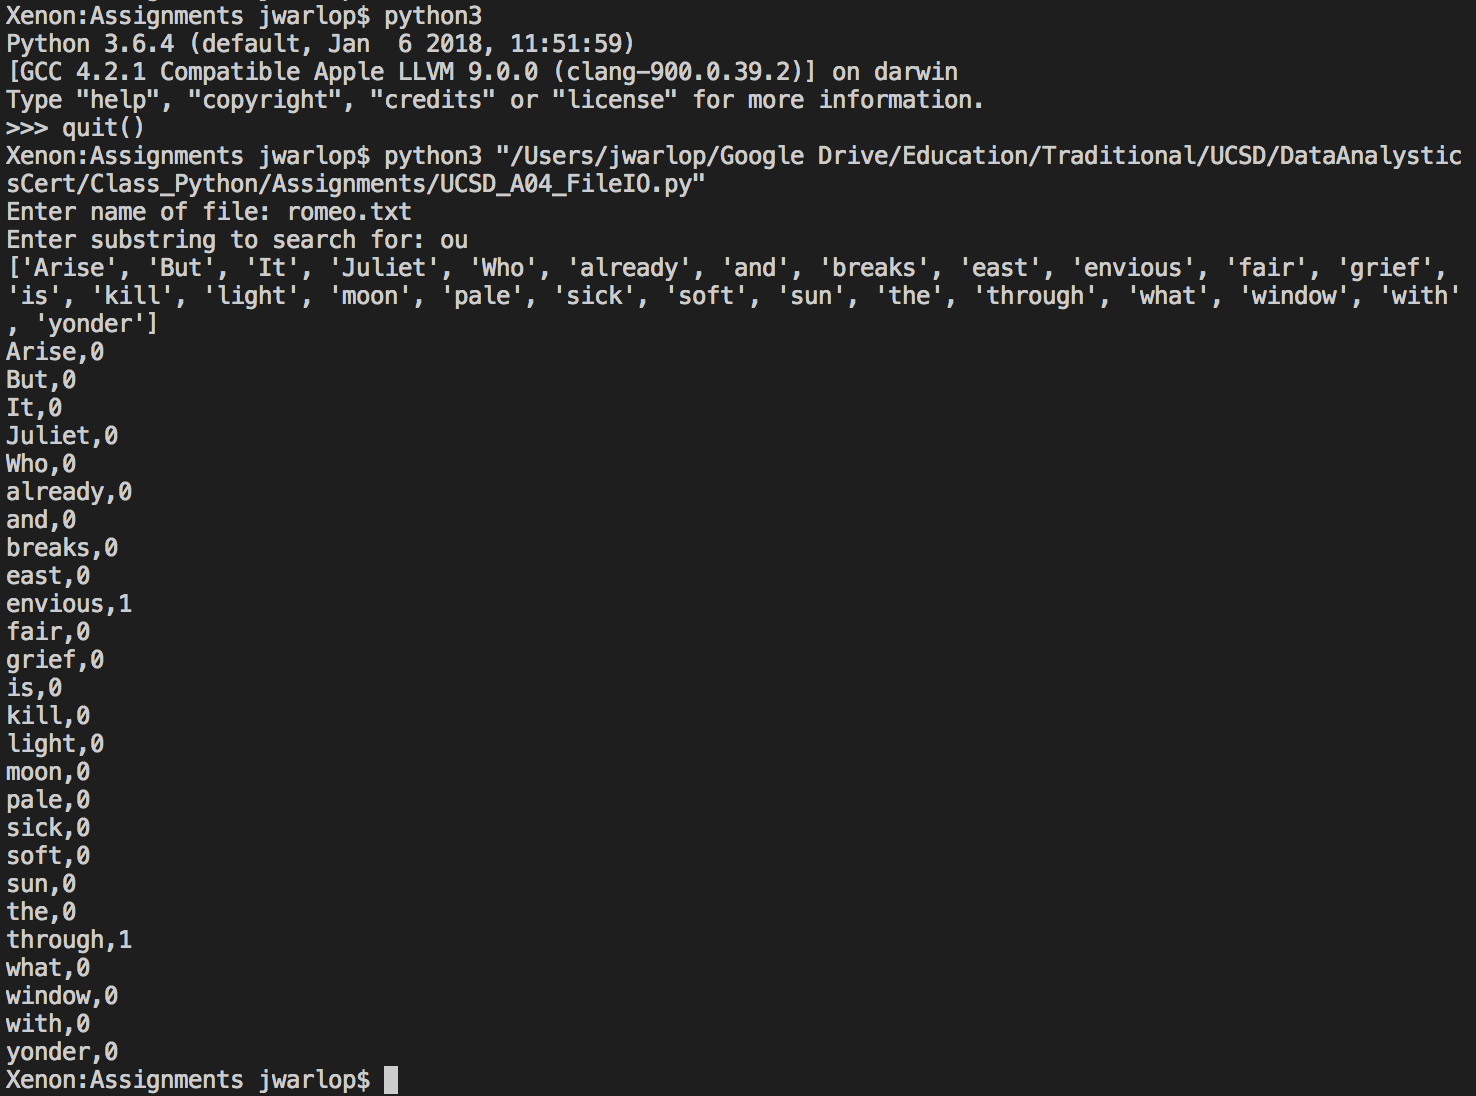 Xenon:Assignments jwarlop$ python3
Python 3.6.4 (default, Jan  6 2018, 11:51:59)
[GCC 4.2.1 Compatible Apple LLVM 9.0.0 (clang-900.0.39.2)] on darwin
Type "help", "copyright", "credits" or "license" for more information.
>>> quit()
Xenon:Assignments jwarlop$ python3 "/Users/jwarlop/Google Drive/Education/Traditional/UCSD/DataAnalystic
sCert/Class_Python/Assignments/UCSD_A04_FileIO.py"
Enter name of file: romeo.txt
Enter substring to search for: ou
['Arise', 'But', 'It', 'Juliet', 'Who', 'already', 'and', 'breaks', 'east', 'envious', 'fair', 'grief',
'is', 'kill', 'light', 'moon', 'pale', 'sick', 'soft', 'sun', 'the', 'through', 'what', 'window', 'with'
, 'yonder']
Arise,0
But,0
It,0
Juliet,0
Who,0
already,0
and,0
breaks,0
east,0
envious,1
fair,0
grief,0
is,0
kill,0
light,0
moon,0
pale,0
sick,0
soft,0
sun,0
the,0
through,1
what,0
window,0
with,0
yonder,0
Xenon:Assignments jwarlop$